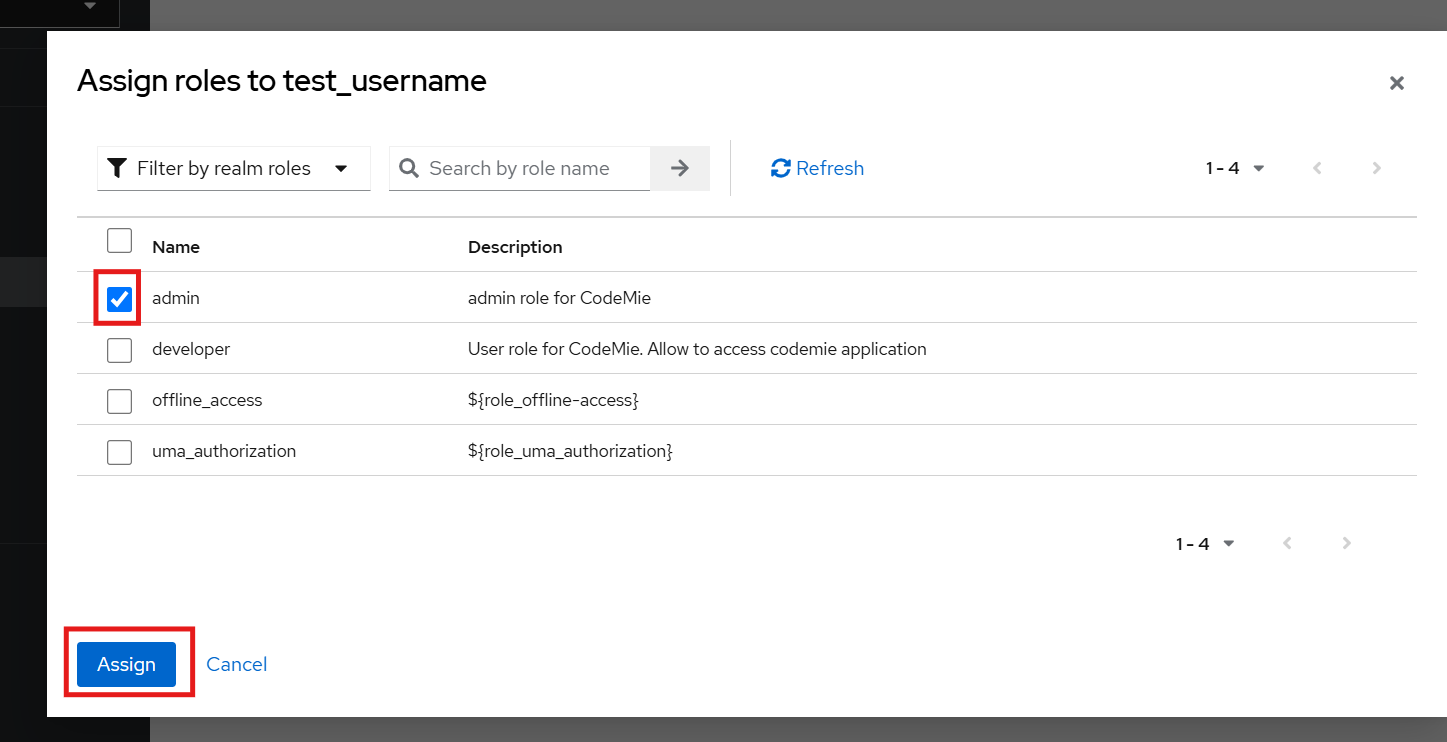 Assign roles to test_username
Filter by realm roles
Search by role name
Refresh
1 - 4
Name Description
admin admin role for CodeMie
developer User role for CodeMie. Allow to access codemie application
offline_access ${role_offline-access}
uma_authorization ${role_uma_authorization}
1 - 4
Assign Cancel